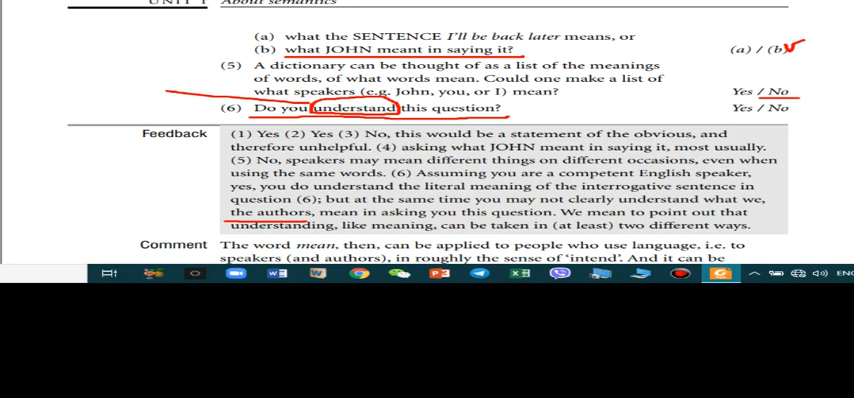 UNIT 1 About semantics
(a) what the SENTENCE I'll be back later means, or
(b) what JOHN meant in saying it? (a) / (b)
(5) A dictionary can be thought of as a list of the meanings
of words, of what words mean. Could one make a list of
what speakers (e.g. John, you, or I) mean? Yes / No
(6) Do you understand this question? Yes / No
Feedback (1) Yes (2) Yes (3) No, this would be a statement of the obvious, and
therefore unhelpful. (4) asking what JOHN meant in saying it, most usually.
(5) No, speakers may mean different things on different occasions, even when
using the same words. (6) Assuming you are a competent English speaker,
yes, you do understand the literal meaning of the interrogative sentence in
question (6); but at the same time you may not clearly understand what we,
the authors, mean in asking you this question. We mean to point out that
understanding, like meaning, can be taken in (at least) two different ways.
Comment The word mean, then, can be applied to people who use language, i.e. to
speakers (and authors), in roughly the sense of 'intend'. And it can be
ENG